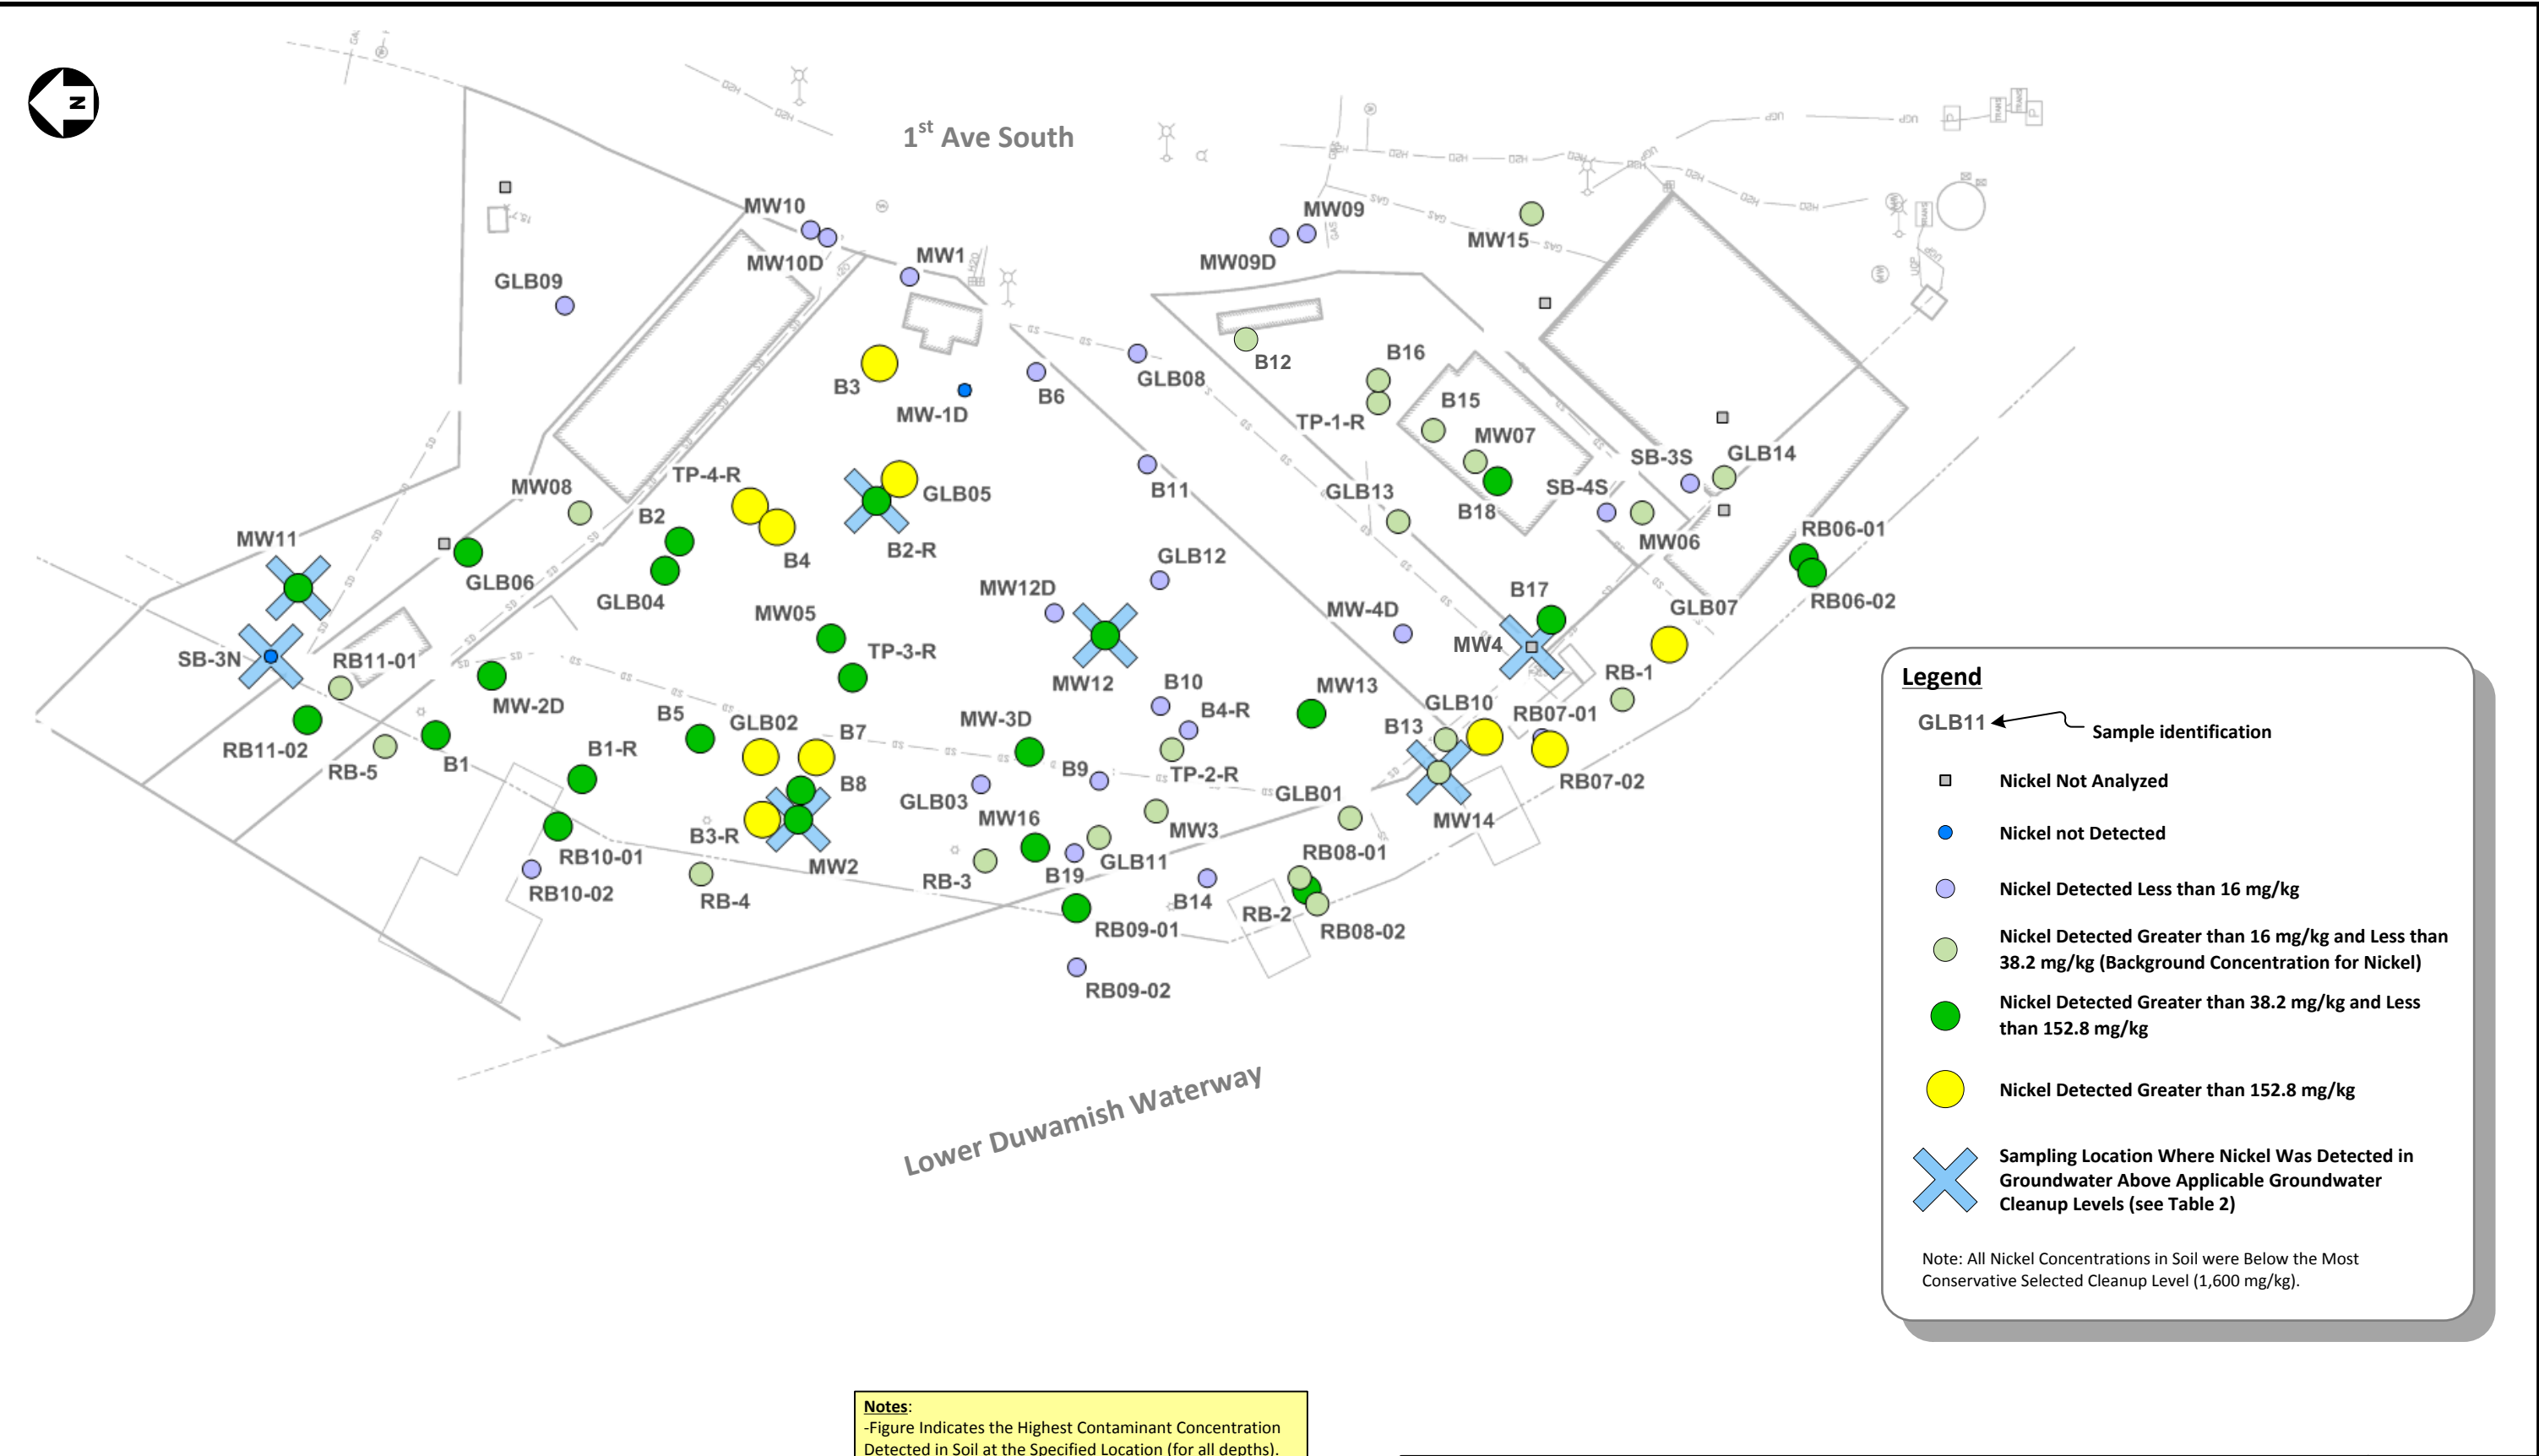 N
1st Ave South
MW10
MW10D
MW1
MW09
MW09D
MW15
GLB09
B3
MW-1D
B6
GLB08
B12
B16
TP-1-R
B15
MW07
B18
SB-3S
GLB14
SB-4S
MW06
GLB13
B11
MW08
B2
TP-4-R
B4
GLB05
B2-R
GLB04
GLB06
MW11
SB-3N
RB11-01
RB11-02
RB-5
B1
MW-2D
MW05
TP-3-R
MW12D
MW12
GLB12
MW-4D
B17
MW4
GLB07
RB06-01
RB06-02
RB-1
RB07-01
RB07-02
GLB10
B13
MW14
MW13
B10
B4-R
TP-2-R
MW-3D
B9
GLB03
MW16
MW3
GLB01
GLB11
B19
RB-3
B5
GLB02
B7
B8
B3-R
MW2
B1-R
RB10-01
RB10-02
RB-4
RB09-01
RB09-02
B14
RB-2
RB08-01
RB08-02
Lower Duwamish Waterway
Legend
GLB11
Sample identification
Nickel Not Analyzed
Nickel not Detected
Nickel Detected Less than 16 mg/kg
Nickel Detected Greater than 16 mg/kg and Less than
38.2 mg/kg (Background Concentration for Nickel)
Nickel Detected Greater than 38.2 mg/kg and Less
than 152.8 mg/kg
Nickel Detected Greater than 152.8 mg/kg
Sampling Location Where Nickel Was Detected in
Groundwater Above Applicable Groundwater
Cleanup Levels (see Table 2)
Note: All Nickel Concentrations in Soil were Below the Most
Conservative Selected Cleanup Level (1,600 mg/kg).
Notes:
-Figure Indicates the Highest Contaminant Concentration
Detected in Soil at the Specified Location (for all depths).